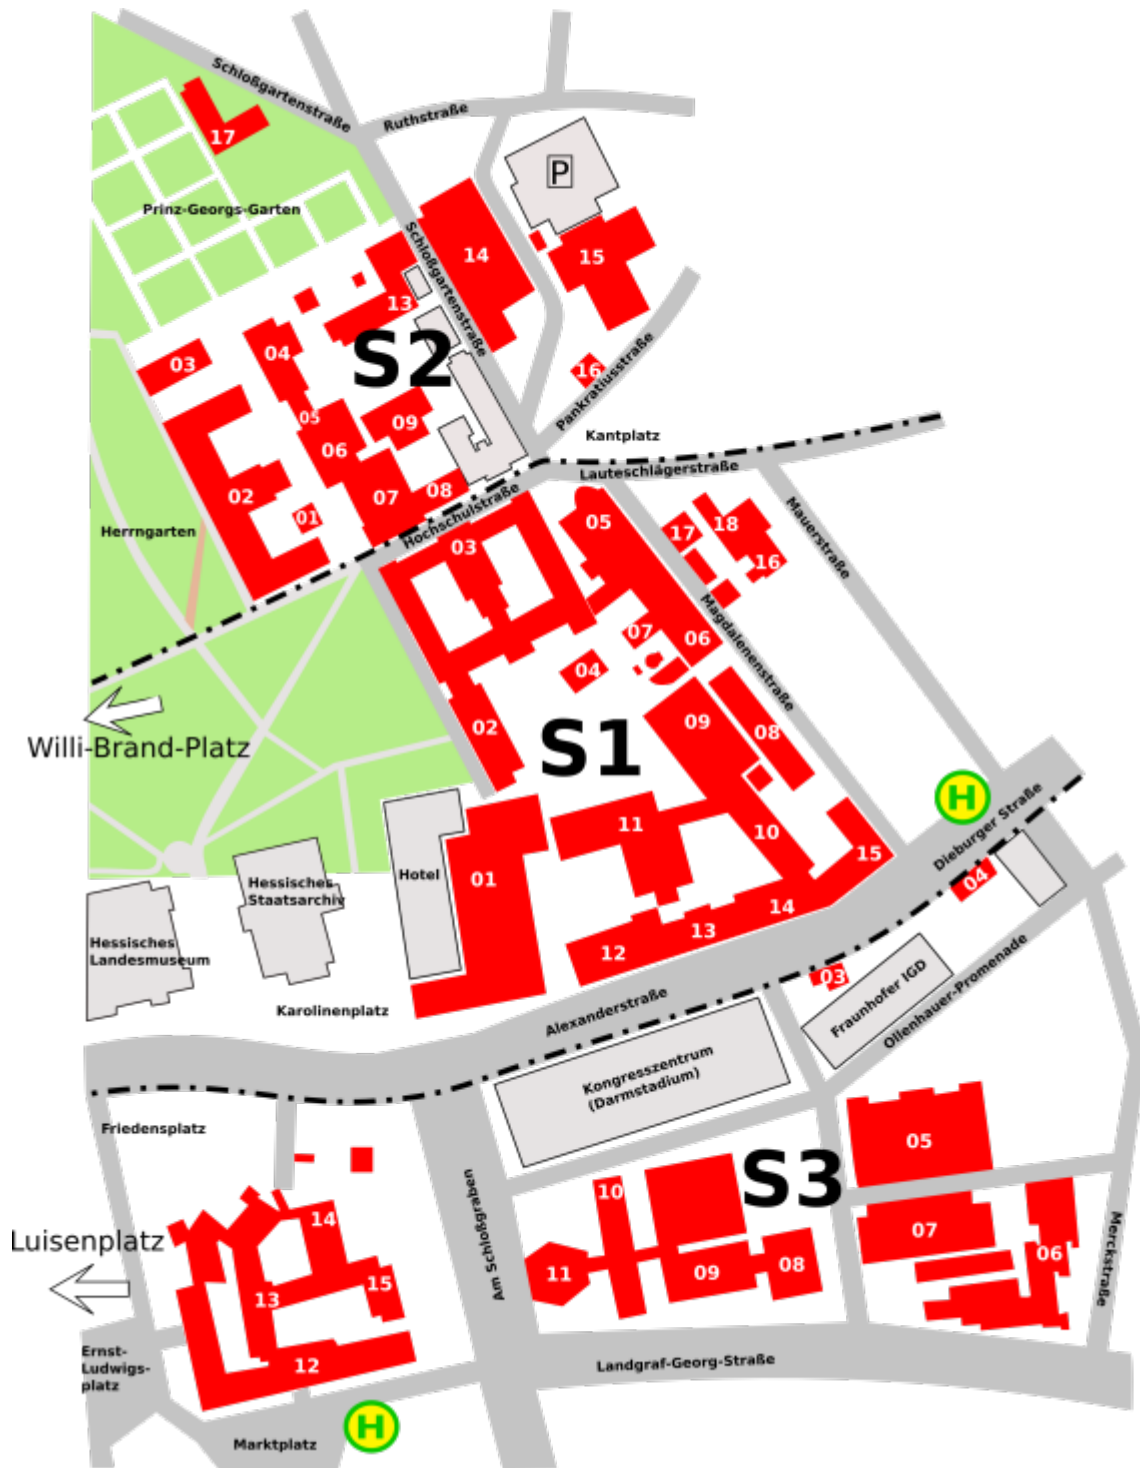 Schloßgartenstraße
Ruthstraße
17
P
Prinz-Georgs-Garten
Schloßgartenstraße
14
15
13
S2
03
04
16
Pankratiusstraße
05
09
06
Kantplatz
Lauteschlägerstraße
02
07
08
01
Hochschulstraße
Herrngarten
03
05
17
18
16
Mauerstraße
Magdalenenstraße
07
06
04
Willi-Brand-Platz
02
S1
09
08
H
Dieburger Straße
11
10
15
04
Hotel
01
Hessisches
Staatsarchiv
14
13
12
Hessisches
Landesmuseum
03
Fraunhofer IGD
Ollenhauer-Promenade
Karolinenplatz
Alexanderstraße
Kongresszentrum
(Darmstadium)
Friedensplatz
05
S3
10
Am Schloßgraben
Merckstraße
Luisenplatz
14
07
06
11
09
08
15
13
Ernst-
Ludwigs-
platz
12
Landgraf-Georg-Straße
H
Marktplatz